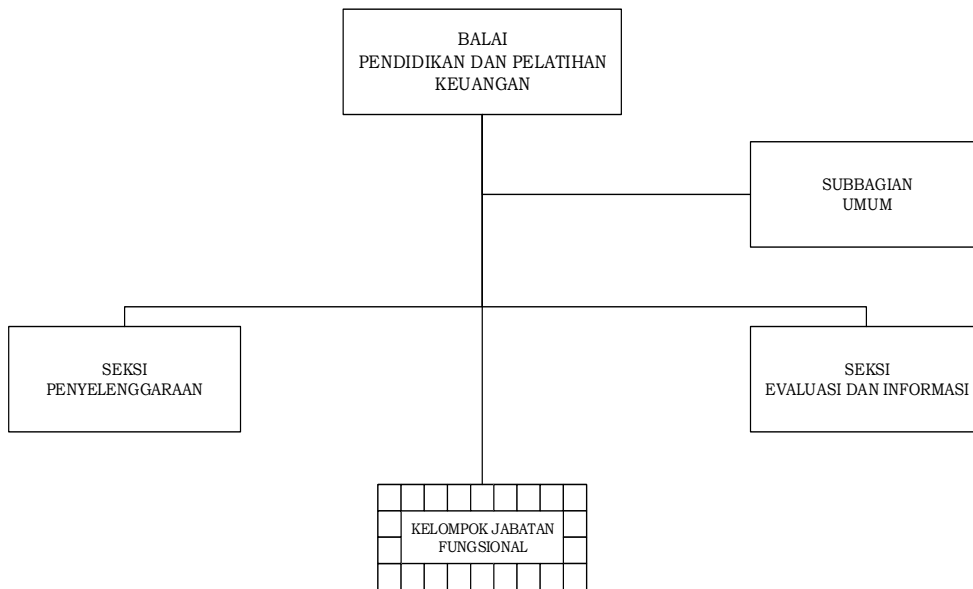 BALAI
PENDIDIKAN DAN PELATIHAN
KEUANGAN
SUBBAGIAN
UMUM
SEKSI
PENYELENGGARAAN
SEKSI
EVALUASI DAN INFORMASI
KELOMPOK JABATAN
FUNGSIONAL